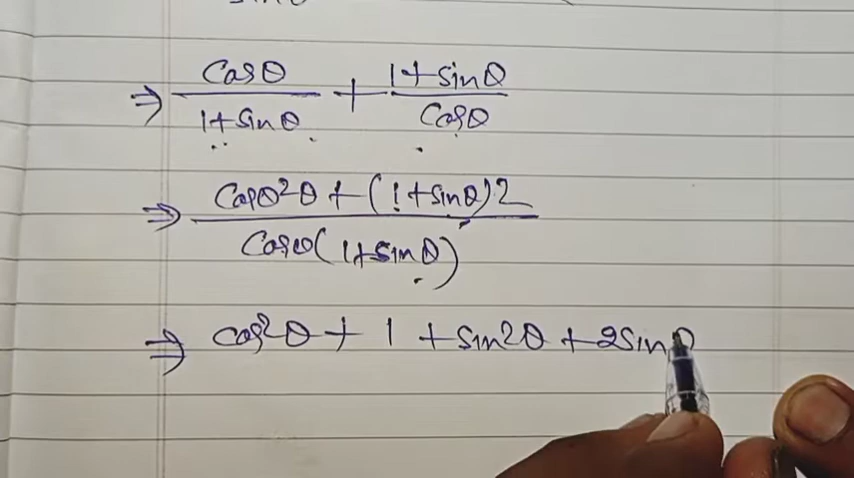 ⇒ cosθ / 1+sinθ + 1+sinθ / cosθ
⇒ cosθ²θ + (1+sinθ)2 / cosθ(1+sinθ)
⇒ cos²θ + 1 + sin2θ + 2sinθ